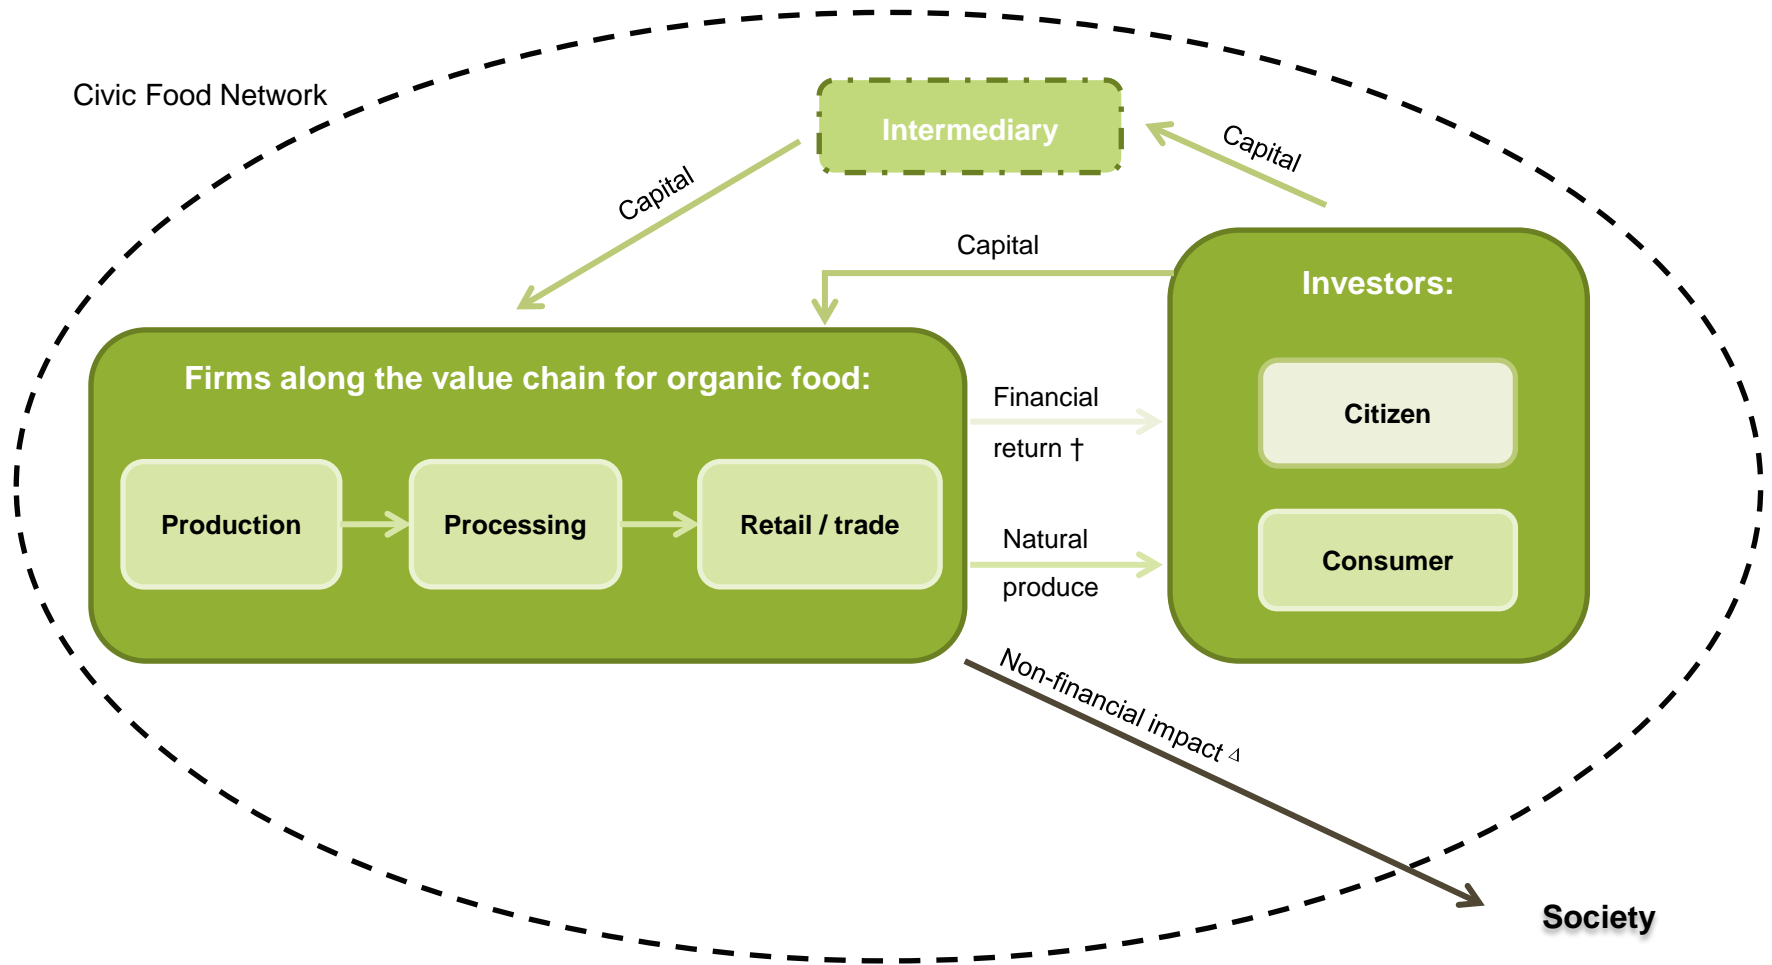 Civic Food Network
Intermediary
Capital
Capital
Capital
Investors:
Firms along the value chain for organic food:
Financial
return †
Citizen
Production
Processing
Retail / trade
Natural
produce
Consumer
Non-financial impact Δ
Society